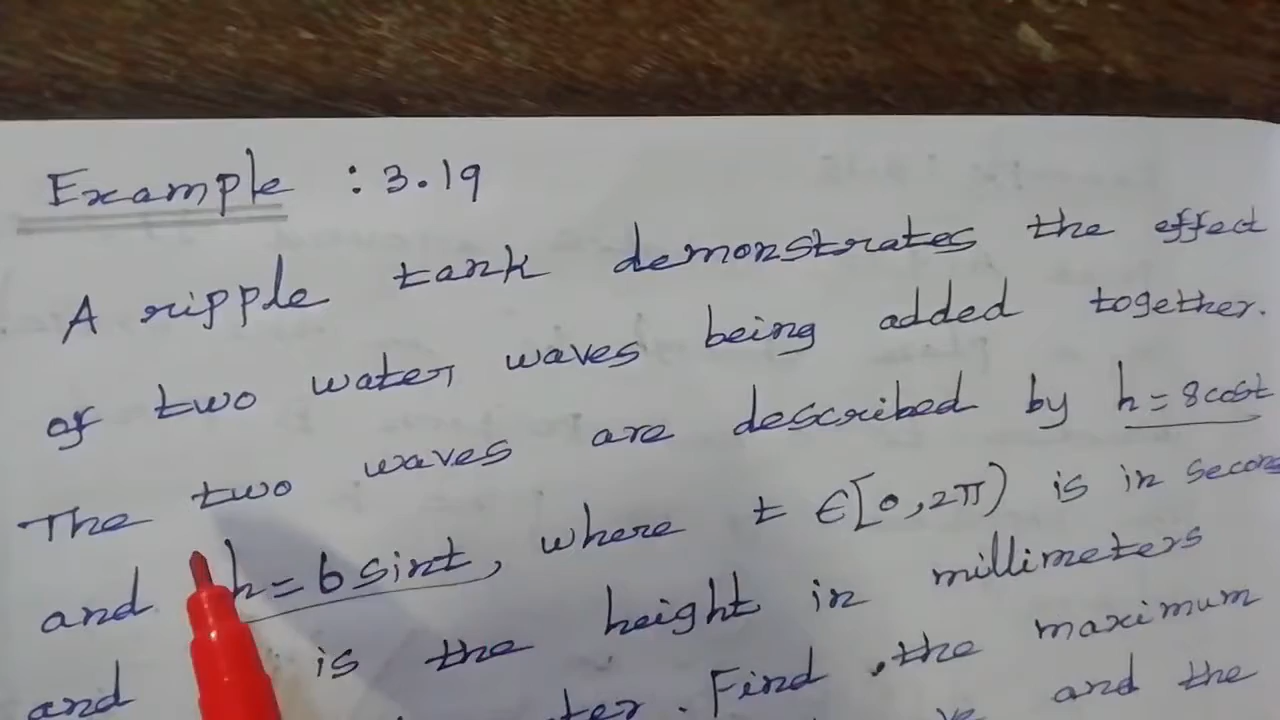 Example : 3.19
A ripple tank demonstrates the effect
of two water waves being added together.
The two waves are described by h = 8cost
and h = 6 sint, where t ∈ [0, 2π) is in
and is the height in millimeters
Find the maximum
and the